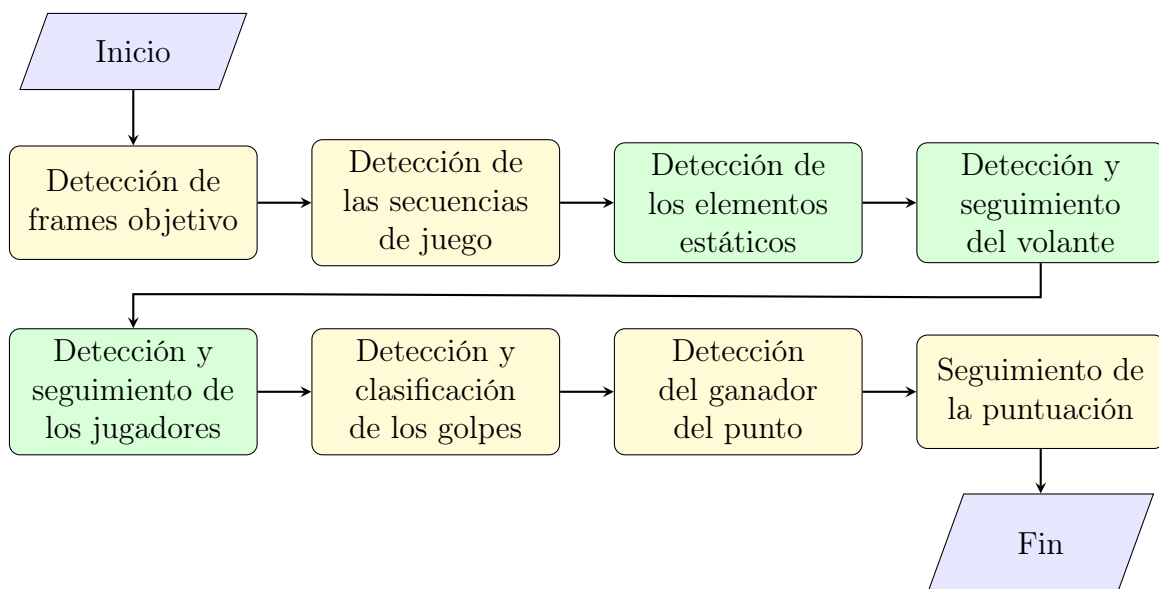 Inicio
Detección de
frames objetivo
Detección de
las secuencias
de juego
Detección de
los elementos
estáticos
Detección y
seguimiento
del volante
Detección y
seguimiento de
los jugadores
Detección y
clasificación
de los golpes
Detección
del ganador
del punto
Seguimiento de
la puntuación
Fin